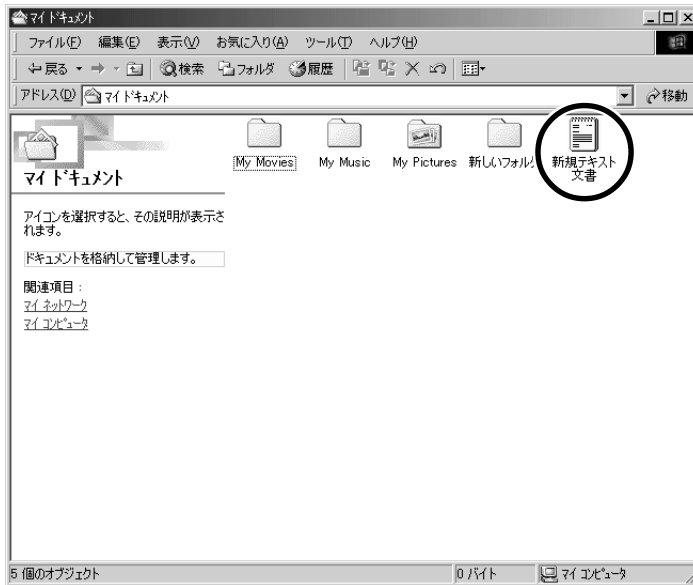 マイ ドキュメント
ファイル(F) 編集(E) 表示(V) お気に入り(A) ツール(T) ヘルプ(H)
戻る 検索 フォルダ 履歴
アドレス(D) マイ ドキュメント 移動
My Movies My Music My Pictures 新しいフォルダ 新規テキスト
文書
マイ ドキュメント
アイコンを選択すると、その説明が表示さ
れます。
ドキュメントを格納して管理します。
関連項目:
マイ ネットワーク
マイ コンピュータ
5 個のオブジェクト 0 バイト マイ コンピュータ